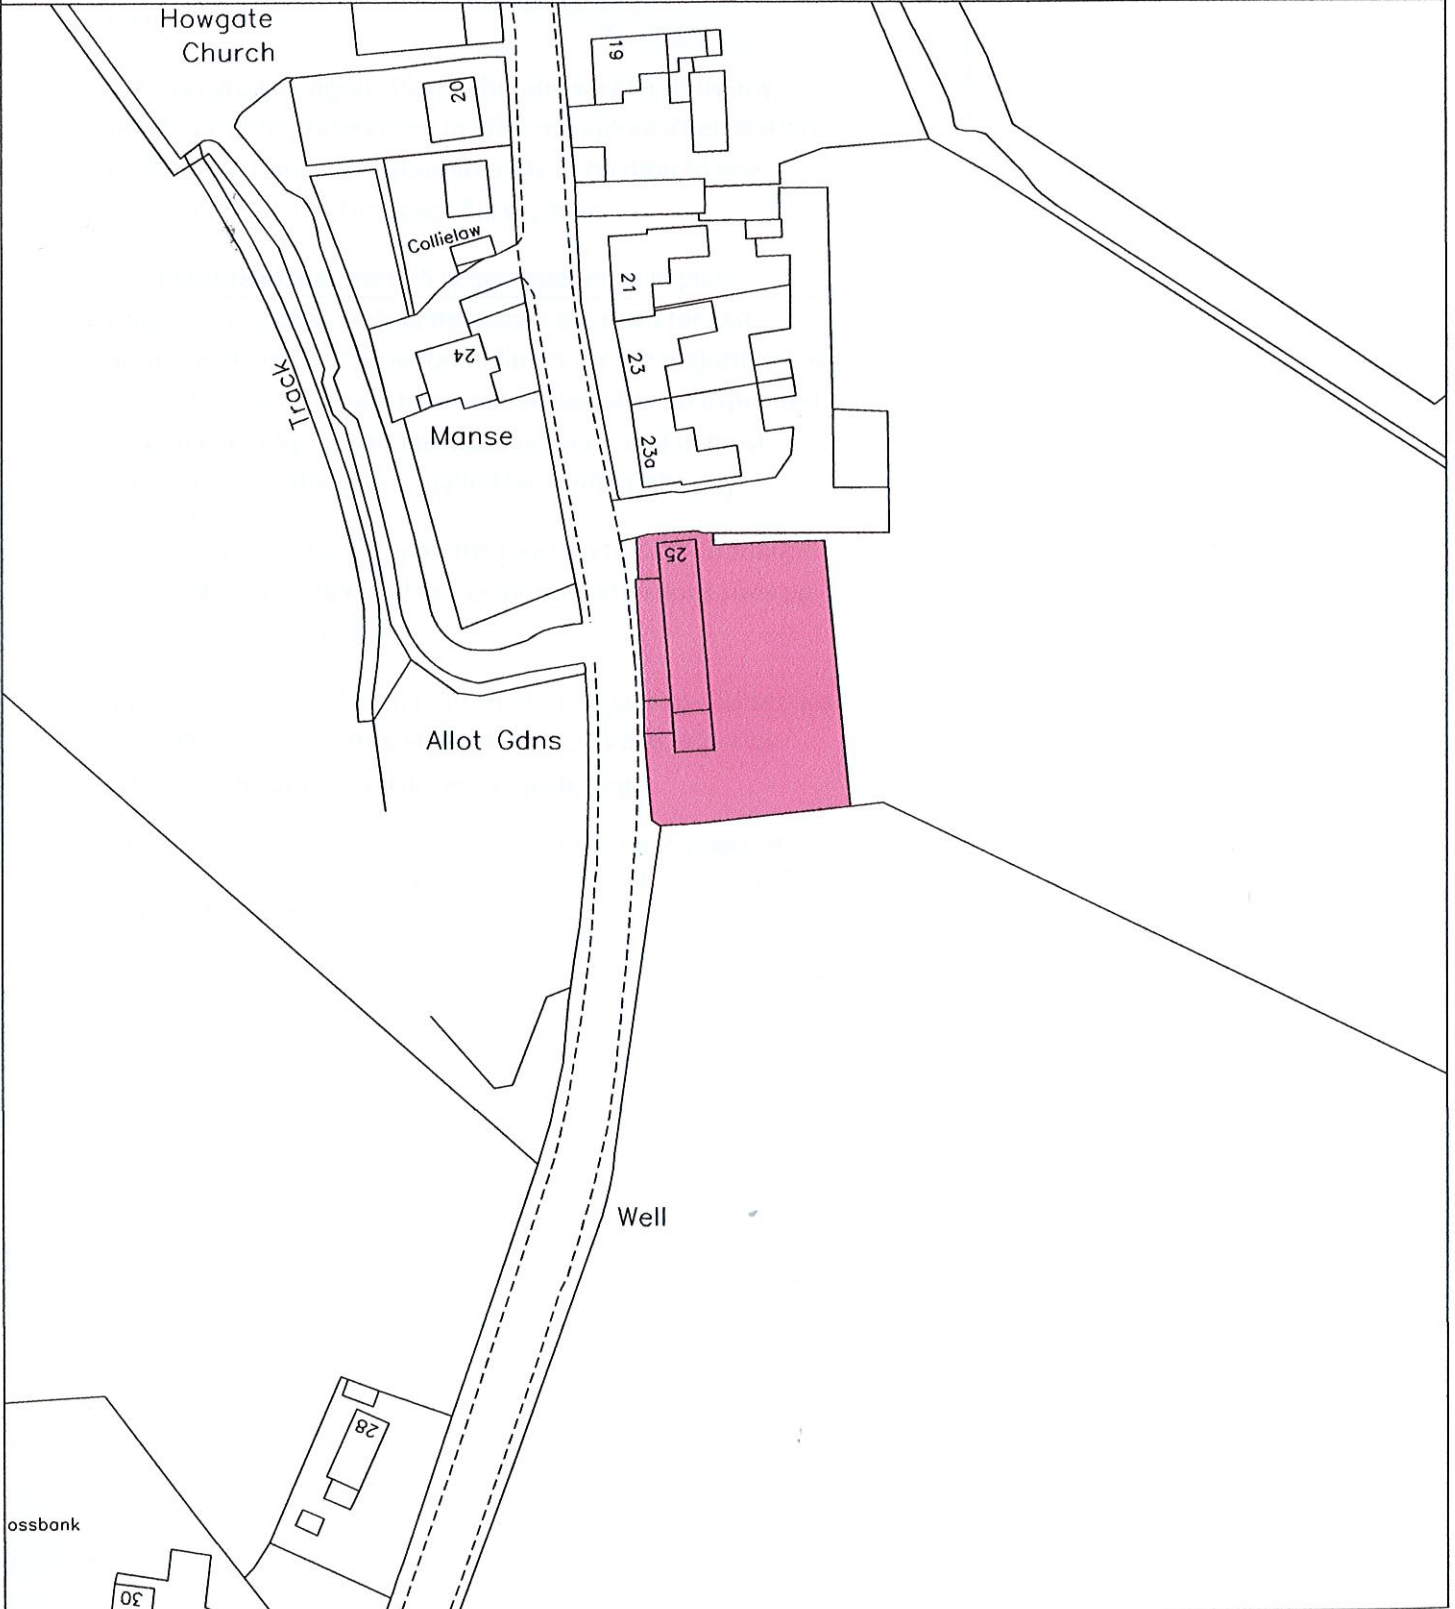 Howgate
Church
19
20
Collielaw
21
24
23
Track
Manse
23a
25
Allot Gdns
Well
28
ossbank
30